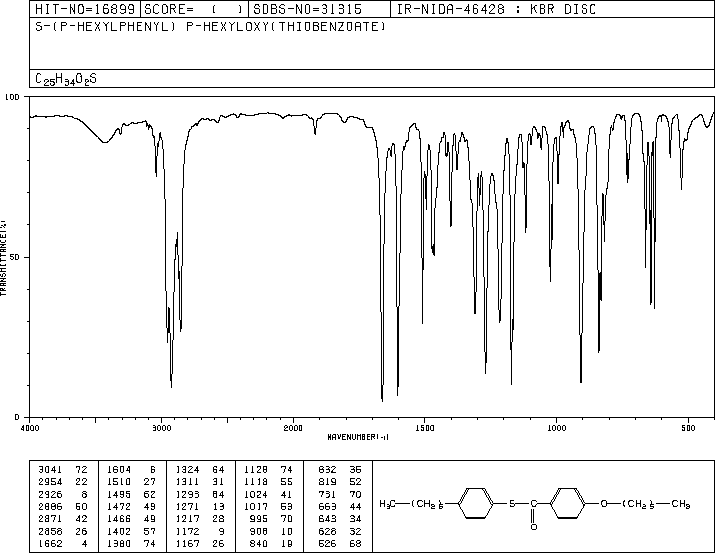 HIT-NO=16899 SCORE= ( ) SDBS-NO=31315 IR-NIDA-46428 : KBR DISC
S-(P-HEXYLPHENYL) P-HEXYLOXY(THIOBENZOATE)
C25H34O2S
100
50
0
TRANSMITTANCE(%)
4000 3000 2000 1500 1000 500
WAVENUMBER(-1)
3041 72 1604 6 1324 64 1128 74 832 35
2954 22 1510 27 1311 31 1118 55 819 52
2926 8 1495 62 1293 84 1024 41 731 70
2886 50 1472 49 1271 13 1017 59 663 44
2871 42 1466 49 1217 28 995 70 643 34
2858 26 1402 57 1172 9 908 10 628 32
1662 4 1380 74 1167 26 840 19 526 68
H3C—(CH2)5 S—C O—(CH2)5—CH3
O